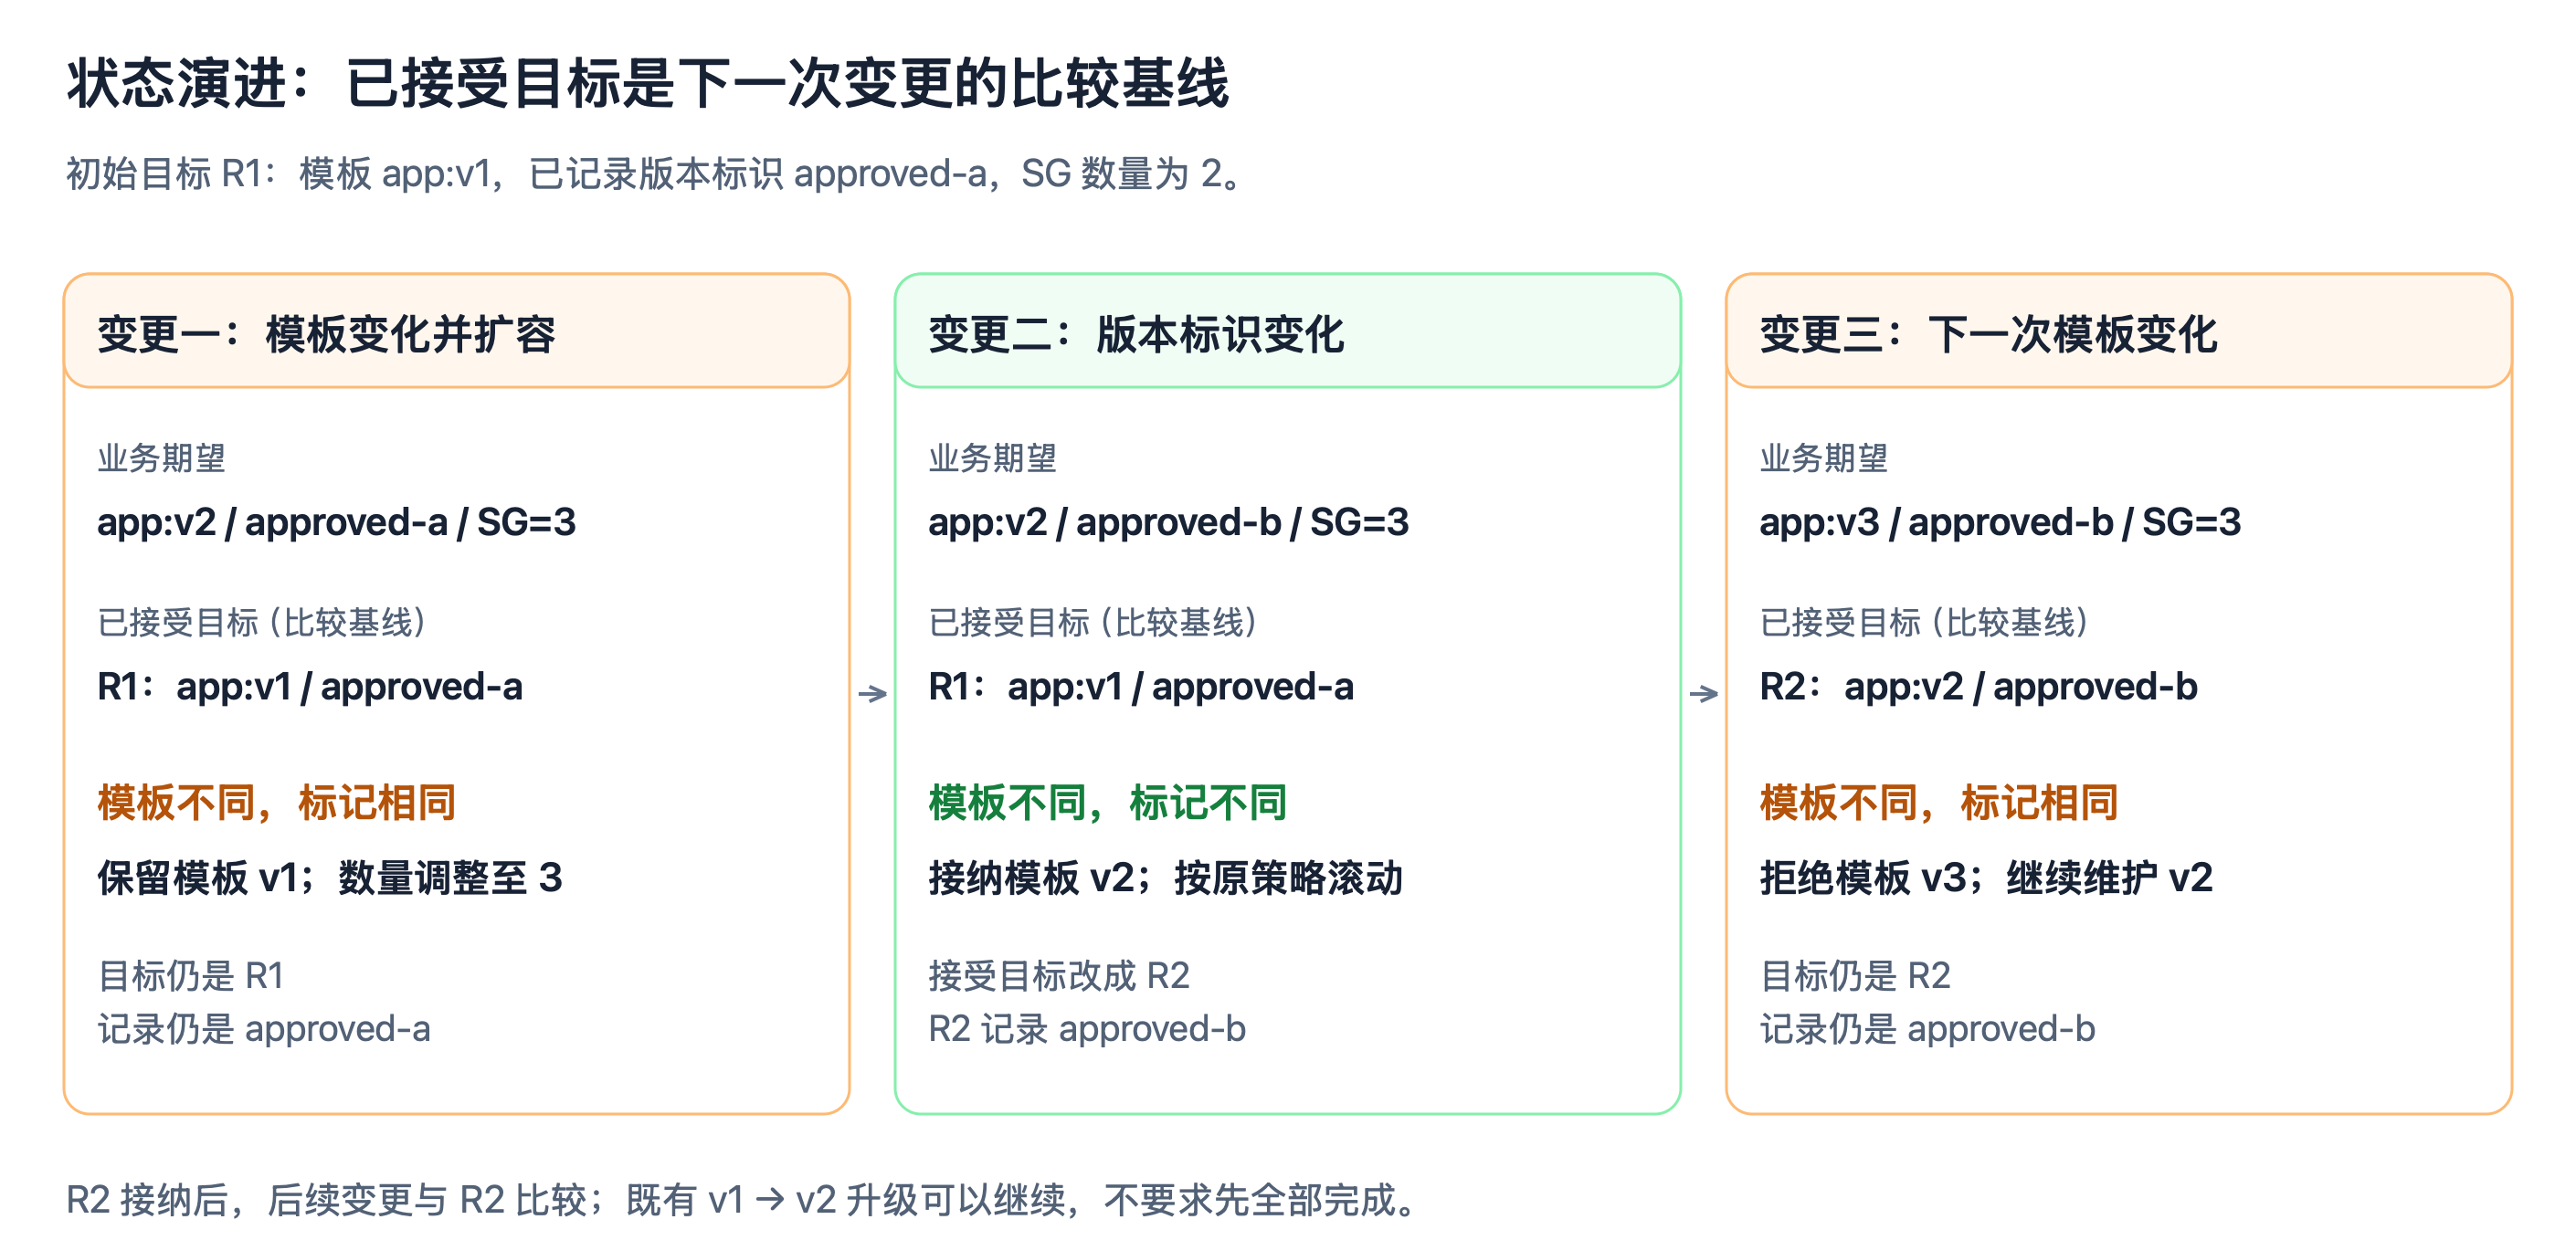 状态演进：已接受目标是下一次变更的比较基线
初始目标 R1：模板 app:v1，已记录版本标识 approved-a，SG 数量为 2。
变更一：模板变化并扩容
业务期望
app:v2 / approved-a / SG=3
已接受目标（比较基线）
R1：app:v1 / approved-a
模板不同，标记相同
保留模板 v1；数量调整至 3
目标仍是 R1
记录仍是 approved-a
→
变更二：版本标识变化
业务期望
app:v2 / approved-b / SG=3
已接受目标（比较基线）
R1：app:v1 / approved-a
模板不同，标记不同
接纳模板 v2；按原策略滚动
接受目标改成 R2
R2 记录 approved-b
→
变更三：下一次模板变化
业务期望
app:v3 / approved-b / SG=3
已接受目标（比较基线）
R2：app:v2 / approved-b
模板不同，标记相同
拒绝模板 v3；继续维护 v2
目标仍是 R2
记录仍是 approved-b
R2 接纳后，后续变更与 R2 比较；既有 v1 → v2 升级可以继续，不要求先全部完成。